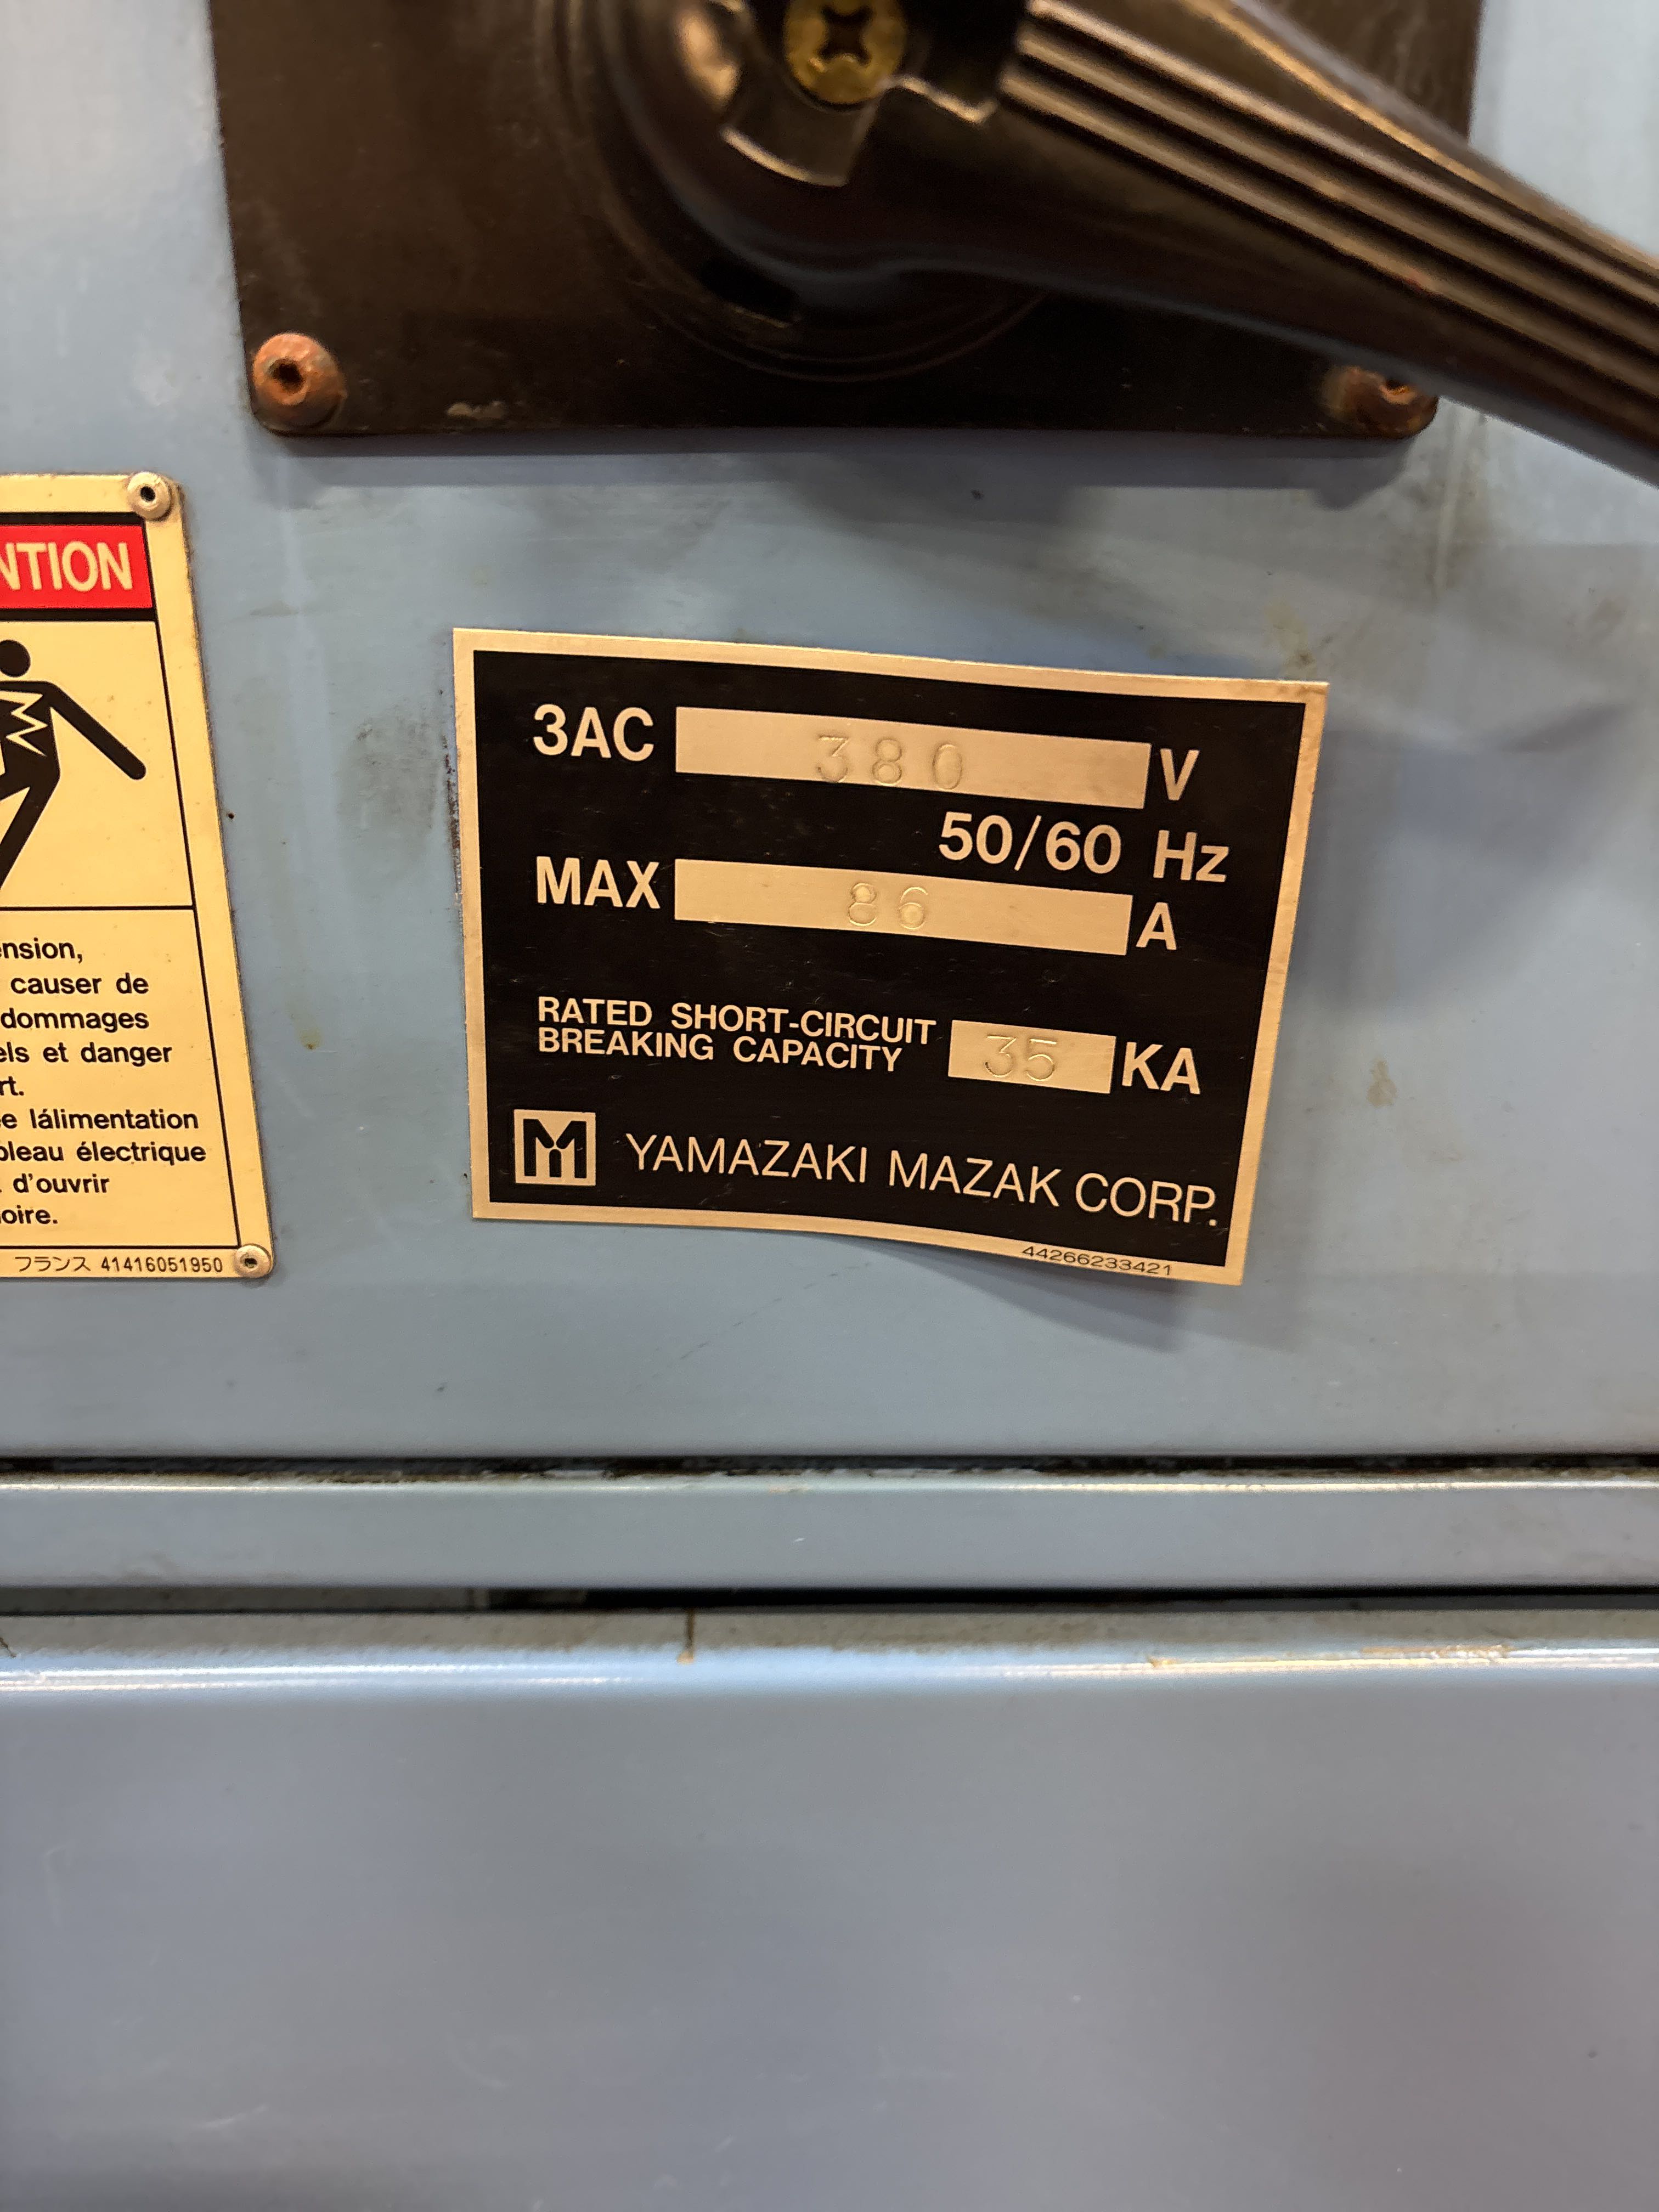 NTION
ension,
causer de
dommages
els et danger
rt.
e lálimentation
bleau électrique
d'ouvrir
oire.
フランス 41416051950
3AC 380 V
50/60 Hz
MAX 86 A
RATED SHORT-CIRCUIT
BREAKING CAPACITY 35 KA
YAMAZAKI MAZAK CORP.
44266233421